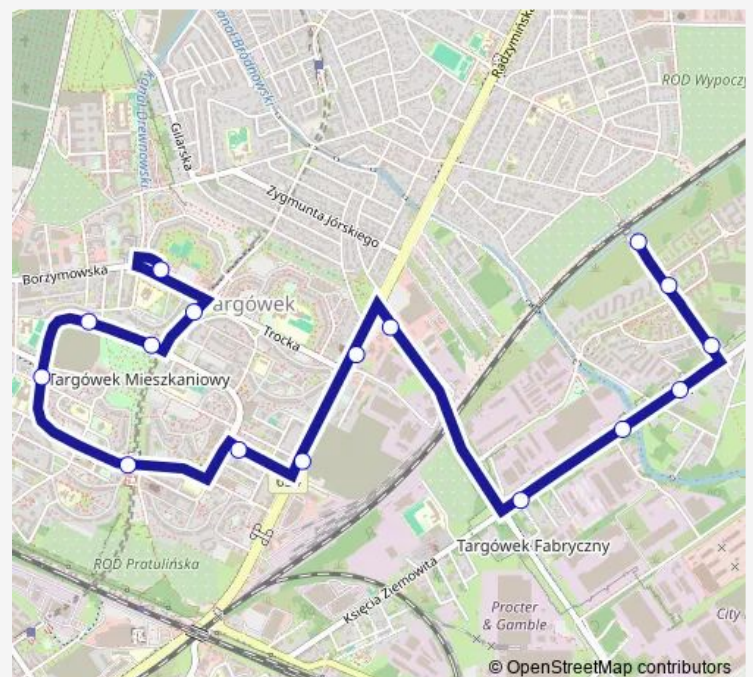 Radzymińska
ROD Wypoczy
Kanał Bródnowski
Kanał Drewnowski
Gilarska
Zygmunta Jórskiego
Borzymowska
argówek
Trocka
Targówek Mieszkaniowy
Targówek Fabryczny
ROD Pratulińska
Księcia Ziemowita
Procter
& Gamble
City
© OpenStreetMap contributors